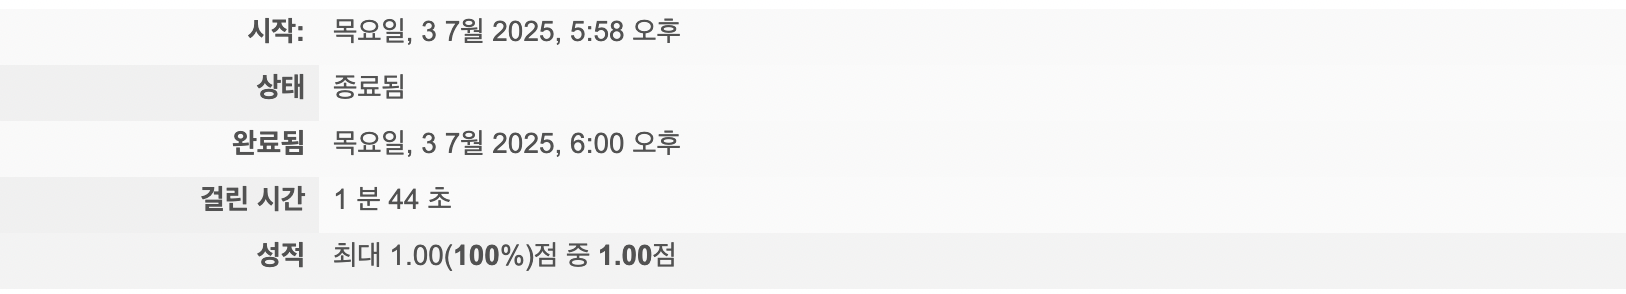 시작: 목요일, 3 7월 2025, 5:58 오후
상태 종료됨
완료됨 목요일, 3 7월 2025, 6:00 오후
걸린 시간 1 분 44 초
성적 최대 1.00(100%)점 중 1.00점